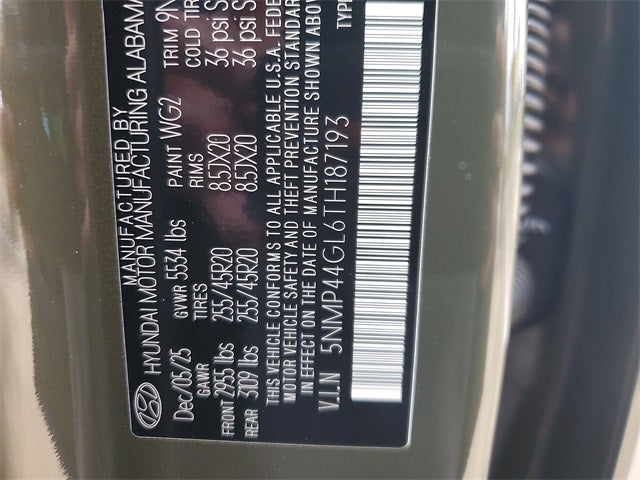 MANUFACTURED BY
HYUNDAI MOTOR MANUFACTURING ALABAMA
Dec/05/25 GVWR 5534 lbs PAINT WG2 TRIM 9N
GAWR TIRES RIMS COLD TIR
FRONT 2955 lbs 255/45R20 8.5JX20 36 psi S
REAR 3109 lbs 255/45R20 8.5JX20 36 psi S
THIS VEHICLE CONFORMS TO ALL APPLICABLE U.S.A. FEDE
MOTOR VEHICLE SAFETY AND THEFT PREVENTION STANDAR
IN EFFECT ON THE DATE OF MANUFACTURE SHOWN ABOV
V.I.N 5NMP44GL6TH187193 TYPE